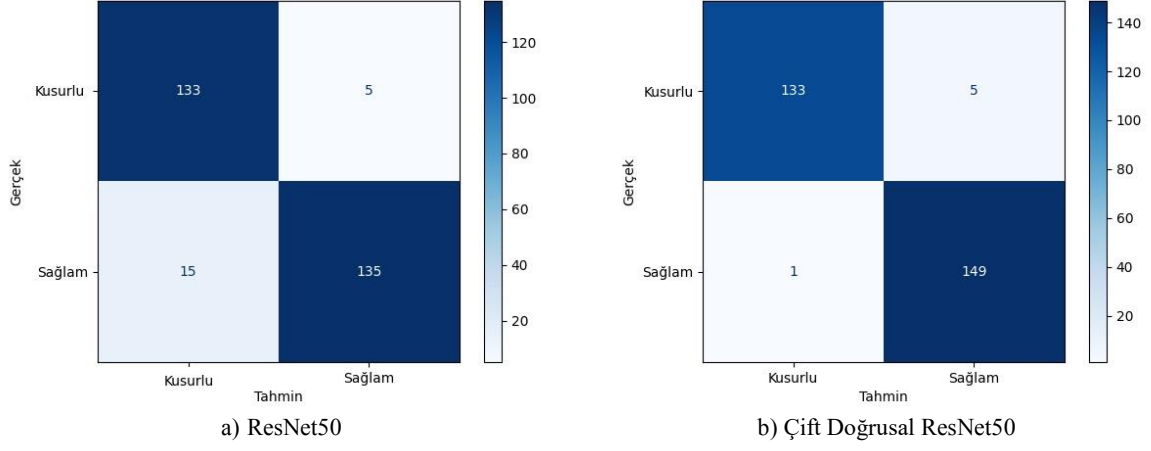 Kusurlu
133
5
Gerçek
Sağlam
15
135
Kusurlu
Sağlam
Tahmin
120
100
80
60
40
20
a) ResNet50
Kusurlu
133
5
Gerçek
Sağlam
1
149
Kusurlu
Sağlam
Tahmin
140
120
100
80
60
40
20
b) Çift Doğrusal ResNet50